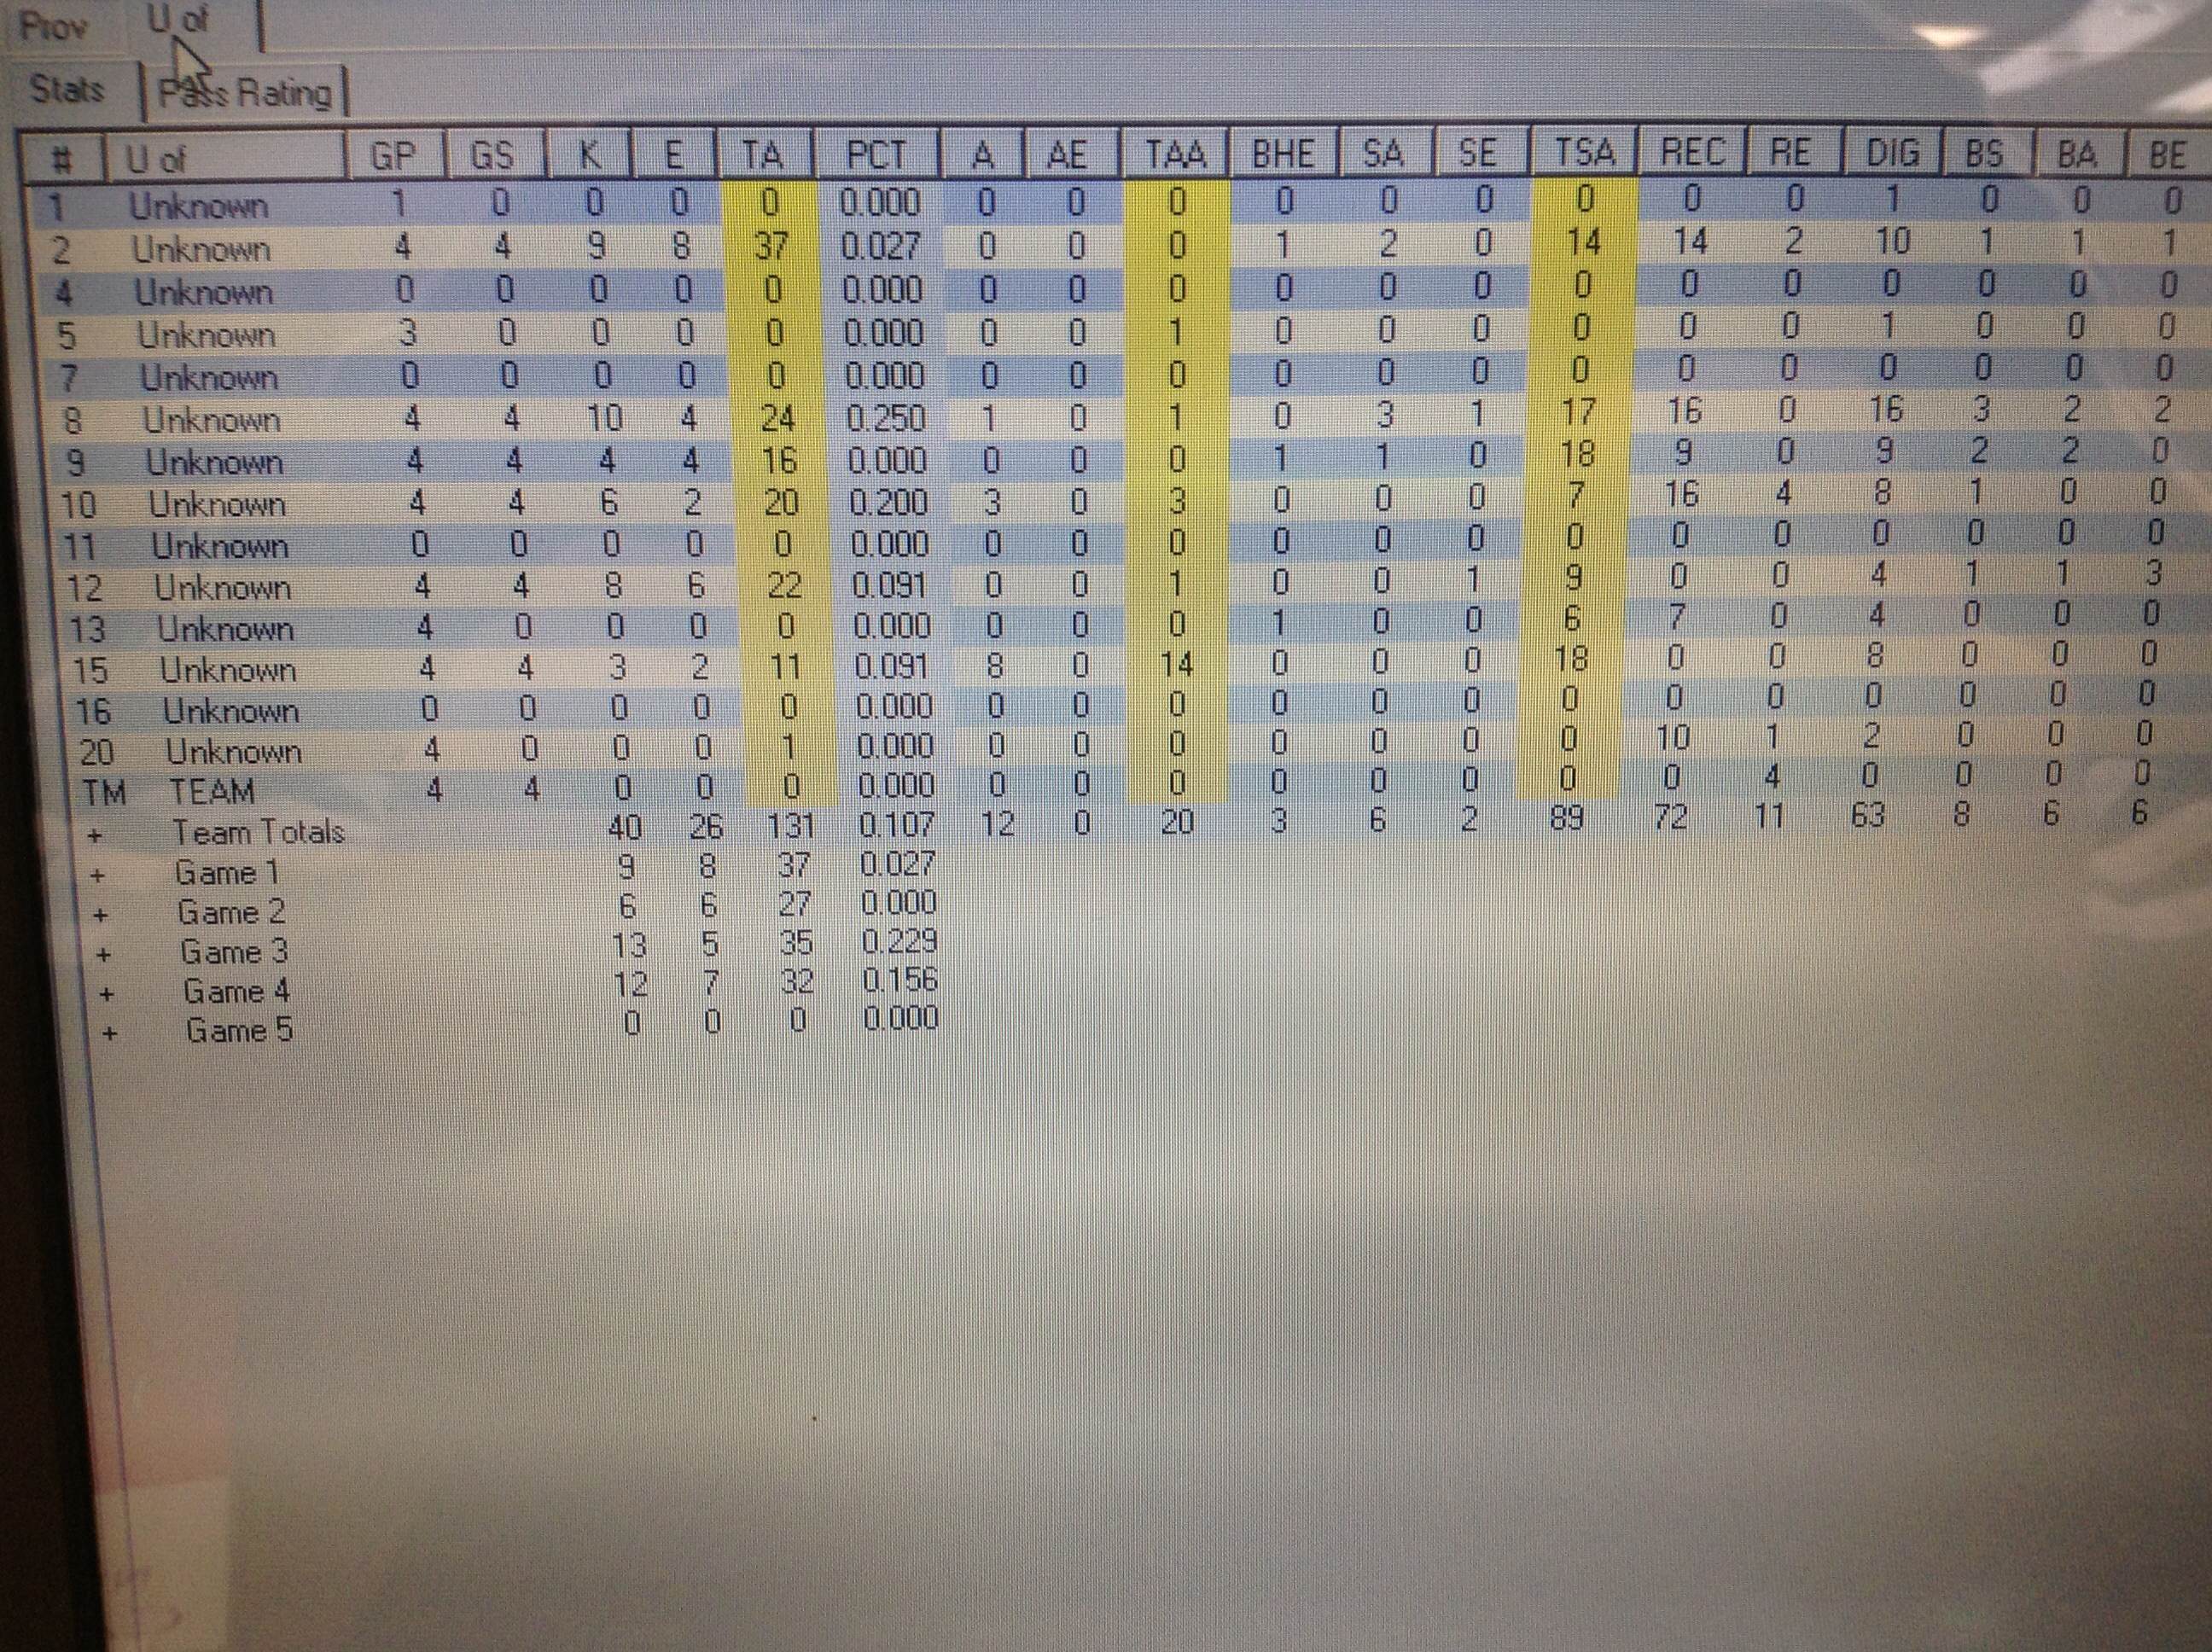 Prov U of
Stats Pass Rating
# U of GP GS K E TA PCT A AE TAA BHE SA SE TSA REC RE DIG BS BA BE
1 Unknown 1 0 0 0 0 0.000 0 0 0 0 0 0 0 0 0 1 0 0 0
2 Unknown 4 4 9 8 37 0.027 0 0 0 1 2 0 14 14 2 10 1 1 1
4 Unknown 0 0 0 0 0 0.000 0 0 0 0 0 0 0 0 0 0 0 0 0
5 Unknown 3 0 0 0 0 0.000 0 0 1 0 0 0 0 0 0 1 0 0 0
7 Unknown 0 0 0 0 0 0.000 0 0 0 0 0 0 0 0 0 0 0 0 0
8 Unknown 4 4 10 4 24 0.250 1 0 1 0 3 1 17 16 0 16 3 2 2
9 Unknown 4 4 4 4 16 0.000 0 0 0 1 1 0 18 9 0 9 2 2 0
10 Unknown 4 4 6 2 20 0.200 3 0 3 0 0 0 7 16 4 8 1 0 0
11 Unknown 0 0 0 0 0 0.000 0 0 0 0 0 0 0 0 0 0 0 0 0
12 Unknown 4 4 8 6 22 0.091 0 0 1 0 0 1 9 0 0 4 1 1 3
13 Unknown 4 0 0 0 0 0.000 0 0 0 1 0 0 6 7 0 4 0 0 0
15 Unknown 4 4 3 2 11 0.091 8 0 14 0 0 0 18 0 0 8 0 0 0
16 Unknown 0 0 0 0 0 0.000 0 0 0 0 0 0 0 0 0 0 0 0 0
20 Unknown 4 0 0 0 1 0.000 0 0 0 0 0 0 0 10 1 2 0 0 0
TM TEAM 4 4 0 0 0 0.000 0 0 0 0 0 0 0 0 4 0 0 0 0
+ Team Totals 40 26 131 0.107 12 0 20 3 6 2 89 72 11 63 8 6 6
+ Game 1 9 8 37 0.027
+ Game 2 6 6 27 0.000
+ Game 3 13 5 35 0.229
+ Game 4 12 7 32 0.156
+ Game 5 0 0 0 0.000